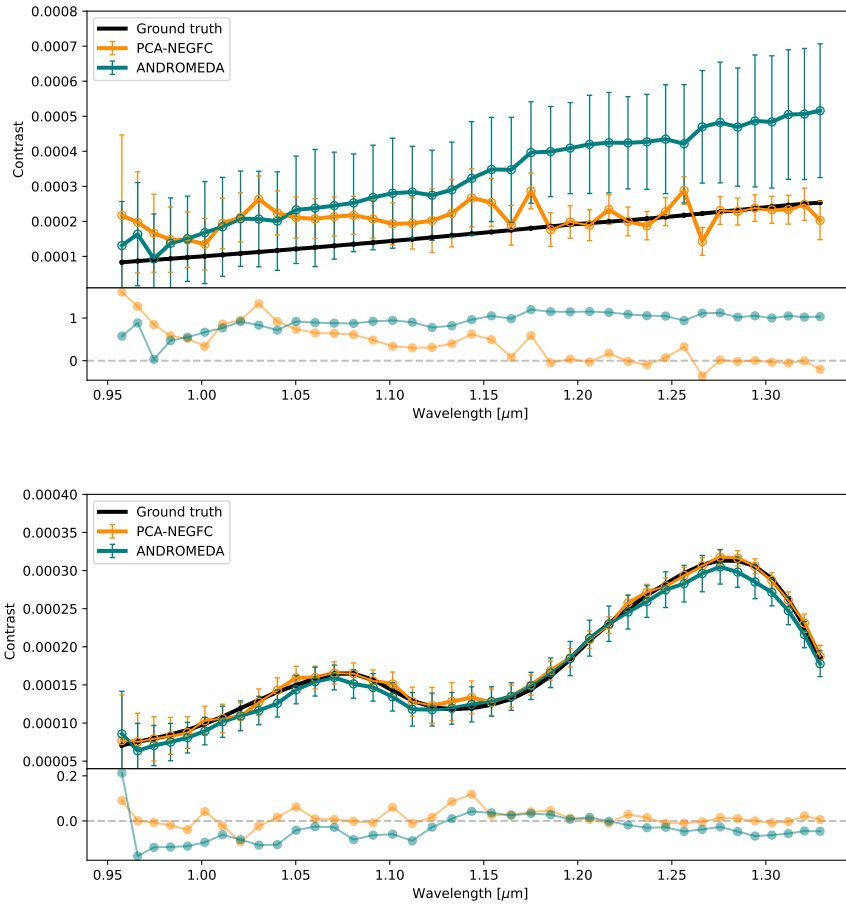 0.0008
0.0007
0.0006
0.0005
0.0004
0.0003
0.0002
0.0001
Contrast
Ground truth
PCA-NEGFC
ANDROMEDA
1
0
0.95 1.00 1.05 1.10 1.15 1.20 1.25 1.30
Wavelength [μm]
0.00040
0.00035
0.00030
0.00025
0.00020
0.00015
0.00010
0.00005
Contrast
Ground truth
PCA-NEGFC
ANDROMEDA
0.2
0.0
0.95 1.00 1.05 1.10 1.15 1.20 1.25 1.30
Wavelength [μm]